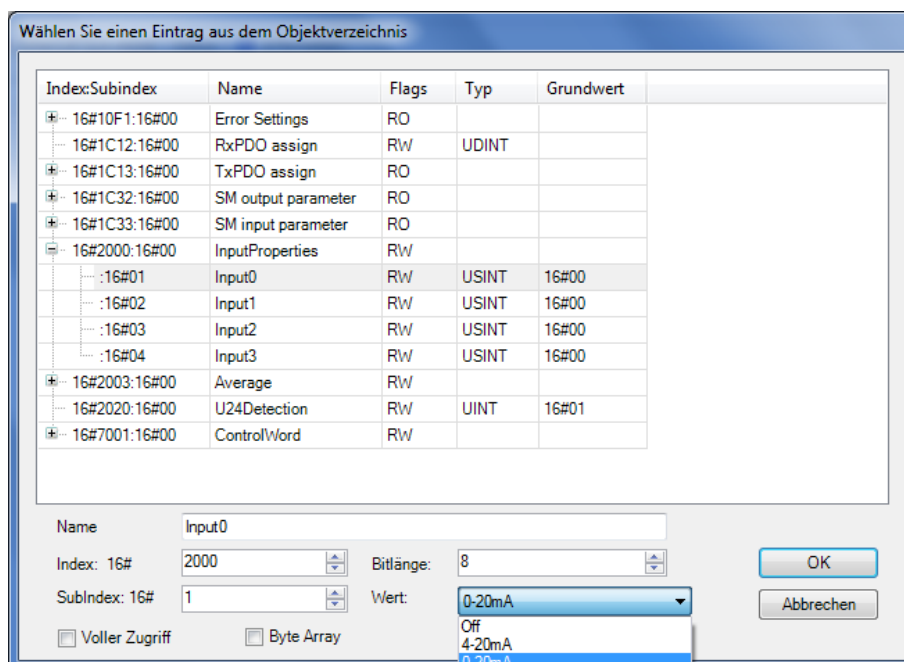 Wählen Sie einen Eintrag aus dem Objektverzeichnis
Index:Subindex Name Flags Typ Grundwert
16#10F1:16#00 Error Settings RO
16#1C12:16#00 RxPDO assign RW UDINT
16#1C13:16#00 TxPDO assign RO
16#1C32:16#00 SM output parameter RO
16#1C33:16#00 SM input parameter RO
16#2000:16#00 InputProperties RW
:16#01 Input0 RW USINT 16#00
:16#02 Input1 RW USINT 16#00
:16#03 Input2 RW USINT 16#00
:16#04 Input3 RW USINT 16#00
16#2003:16#00 Average RW
16#2020:16#00 U24Detection RW UINT 16#01
16#7001:16#00 ControlWord RW
Name Input0
Index: 16# 2000 Bitlänge: 8 OK
SubIndex: 16# 1 Wert: 0-20mA Abbrechen
Off
Voller Zugriff Byte Array 4-20mA
0-20mA